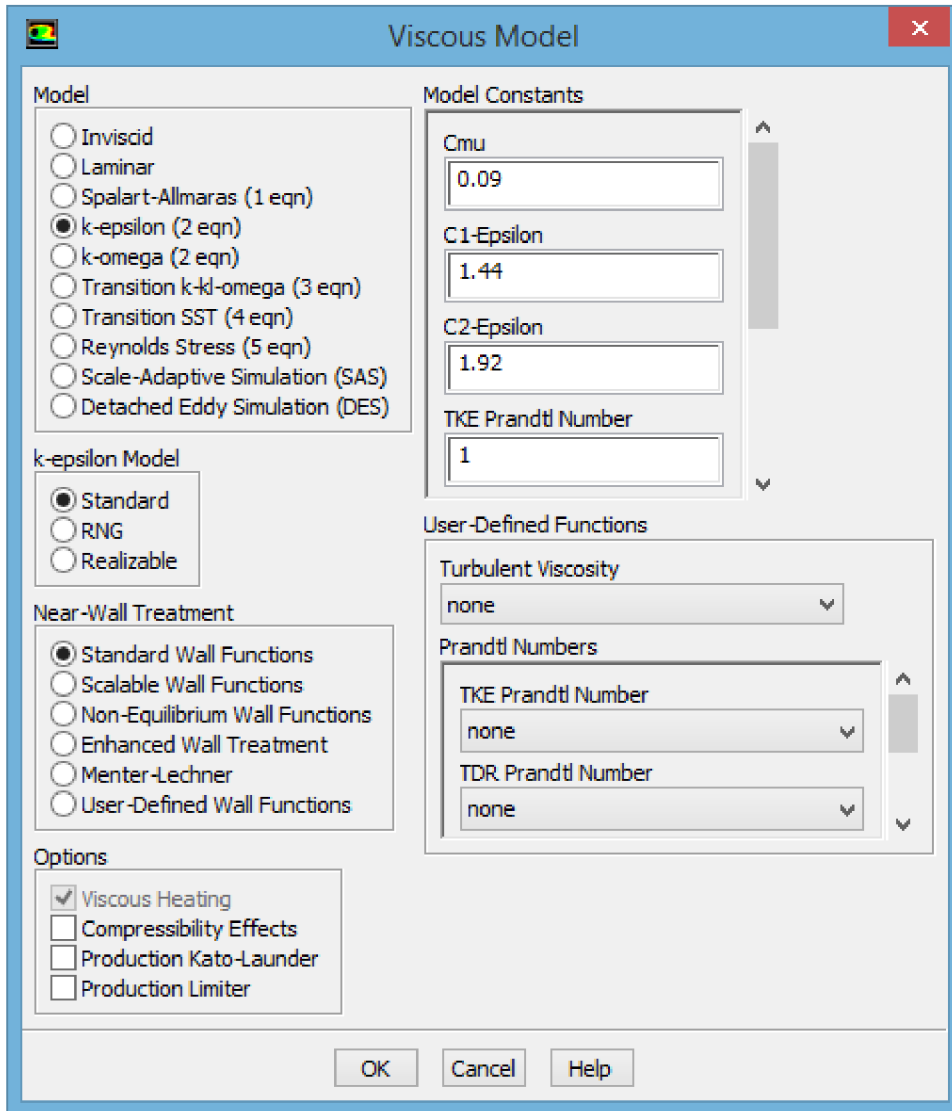 Viscous Model
Model
Inviscid
Laminar
Spalart-Allmaras (1 eqn)
k-epsilon (2 eqn)
k-omega (2 eqn)
Transition k-kl-omega (3 eqn)
Transition SST (4 eqn)
Reynolds Stress (5 eqn)
Scale-Adaptive Simulation (SAS)
Detached Eddy Simulation (DES)
k-epsilon Model
Standard
RNG
Realizable
Near-Wall Treatment
Standard Wall Functions
Scalable Wall Functions
Non-Equilibrium Wall Functions
Enhanced Wall Treatment
Menter-Lechner
User-Defined Wall Functions
Options
Viscous Heating
Compressibility Effects
Production Kato-Launder
Production Limiter
Model Constants
Cmu
0.09
C1-Epsilon
1.44
C2-Epsilon
1.92
TKE Prandtl Number
1
User-Defined Functions
Turbulent Viscosity
none
Prandtl Numbers
TKE Prandtl Number
none
TDR Prandtl Number
none
OK
Cancel
Help